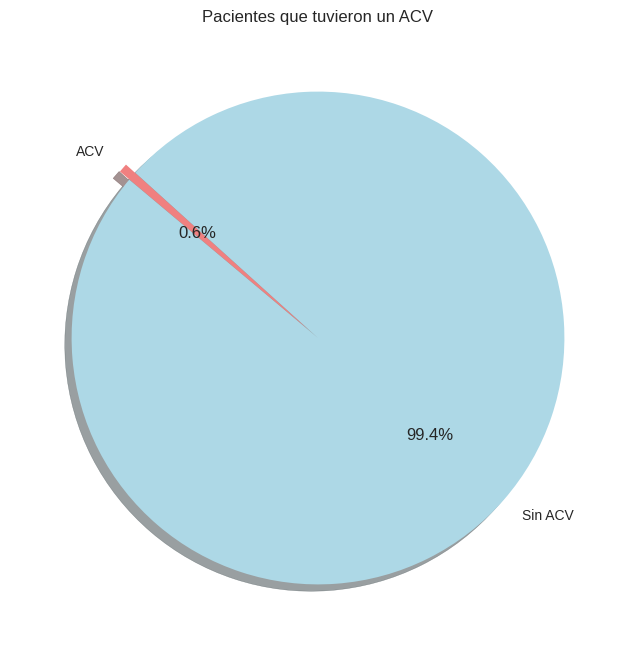 Pacientes que tuvieron un ACV
ACV
0.6%
99.4%
Sin ACV